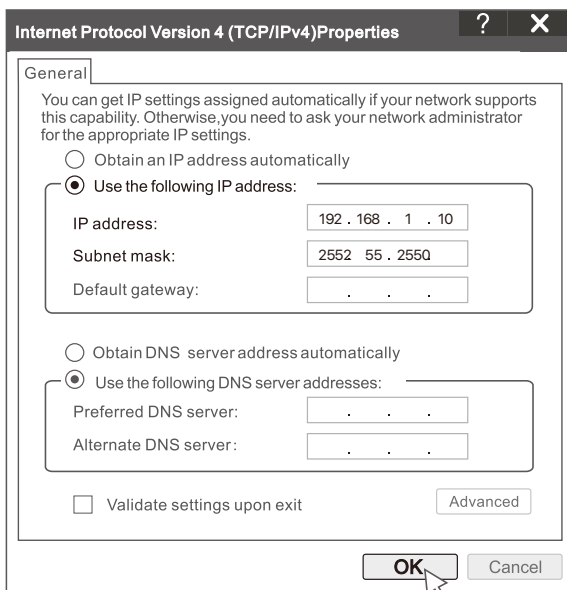 Internet Protocol Version 4 (TCP/IPv4)Properties ? X
General
You can get IP settings assigned automatically if your network supports
this capability. Otherwise,you need to ask your network administrator
for the appropriate IP settings.
Obtain an IP address automatically
Use the following IP address:
IP address: 192 . 168 . 1 . 10
Subnet mask: 2552 55 . 2550.
Default gateway: . . .
Obtain DNS server address automatically
Use the following DNS server addresses:
Preferred DNS server: . . .
Alternate DNS server: . . .
Validate settings upon exit
Advanced
OK Cancel